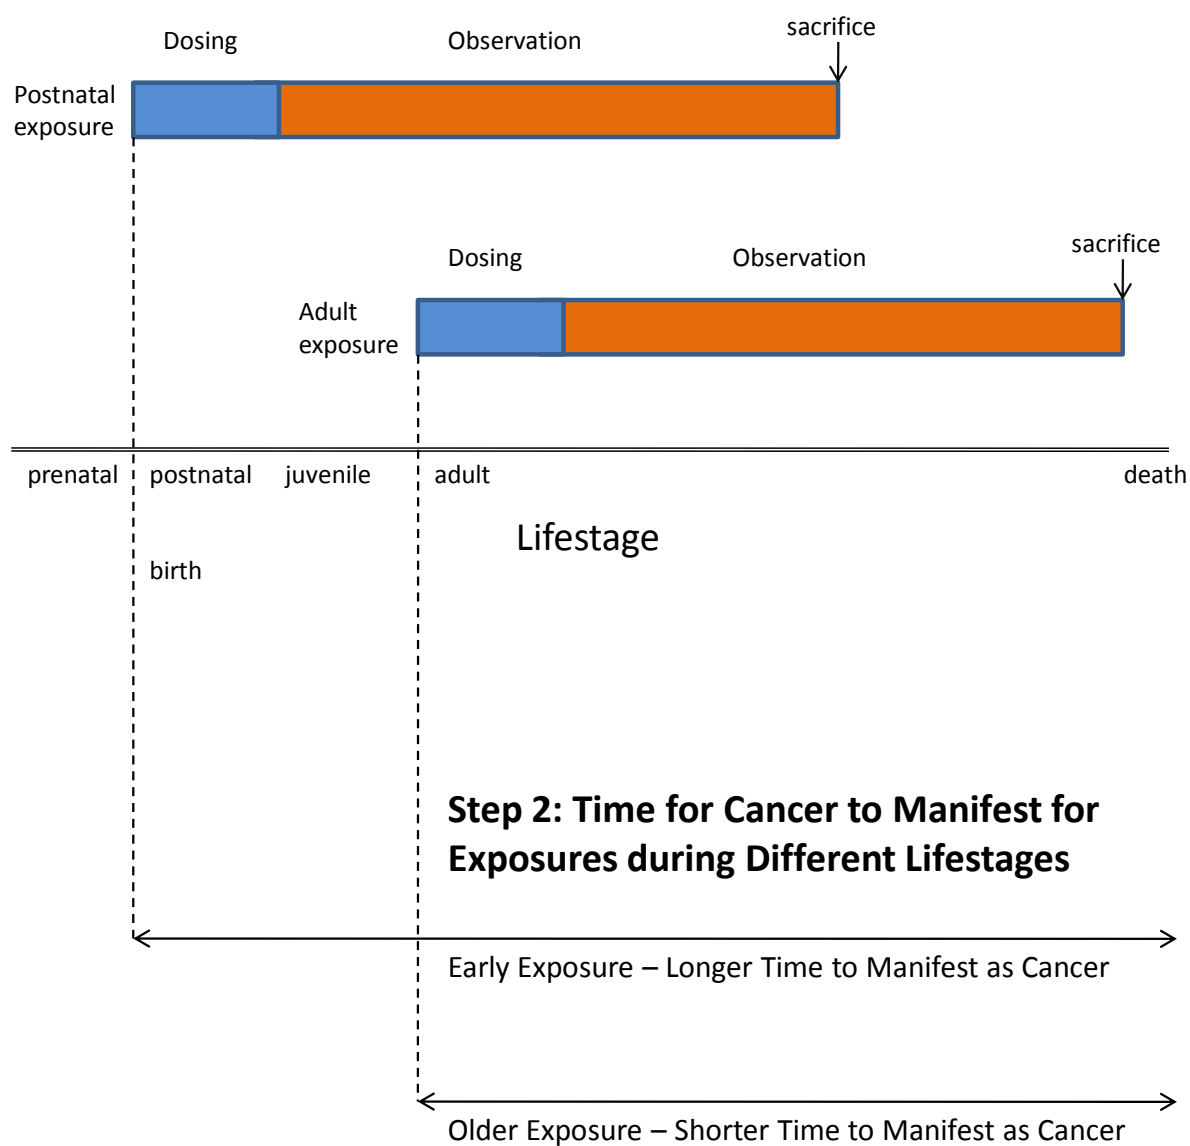 Dosing
Observation
sacrifice
Postnatal
exposure
Dosing
Observation
sacrifice
Adult
exposure
prenatal
postnatal
juvenile
adult
death
Lifestage
birth
Step 2: Time for Cancer to Manifest for
Exposures during Different Lifestages
Early Exposure – Longer Time to Manifest as Cancer
Older Exposure – Shorter Time to Manifest as Cancer